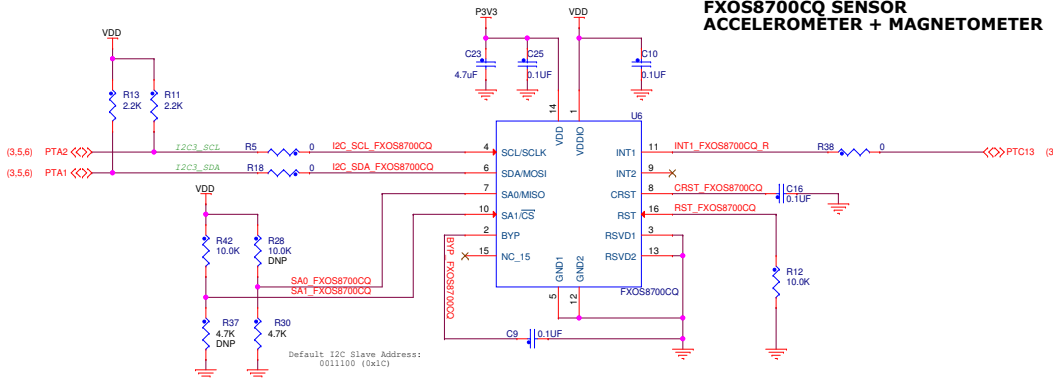 FXOS8700CQ SENSOR
ACCELEROMETER + MAGNETOMETER
P3V3
VDD
VDD
C23
4.7uF
C25
0.1UF
C10
0.1UF
R13
2.2K
R11
2.2K
14
1
U6
VDD
VDDIO
(3,5,6) PTA2
I2C3_SCL
R5
0
I2C_SCL_FXOS8700CQ
4
SCL/SCLK
INT1
11
INT1_FXOS8700CQ_R
R38
0
PTC13
(3
(3,5,6) PTA1
I2C3_SDA
R18
0
I2C_SDA_FXOS8700CQ
6
SDA/MOSI
INT2
9
7
SA0/MISO
CRST
8
CRST_FXOS8700CQ
C16
0.1UF
VDD
10
SA1/CS
RST
16
RST_FXOS8700CQ
2
BYP
RSVD1
3
15
NC_15
RSVD2
13
R42
10.0K
R28
10.0K
DNP
BYP_FXOS8700CQ
GND1
GND2
5
12
FXOS8700CQ
R12
10.0K
SA0_FXOS8700CQ
SA1_FXOS8700CQ
R37
4.7K
DNP
R30
4.7K
C9
0.1UF
Default I2C Slave Address:
0011100 (0x1C)